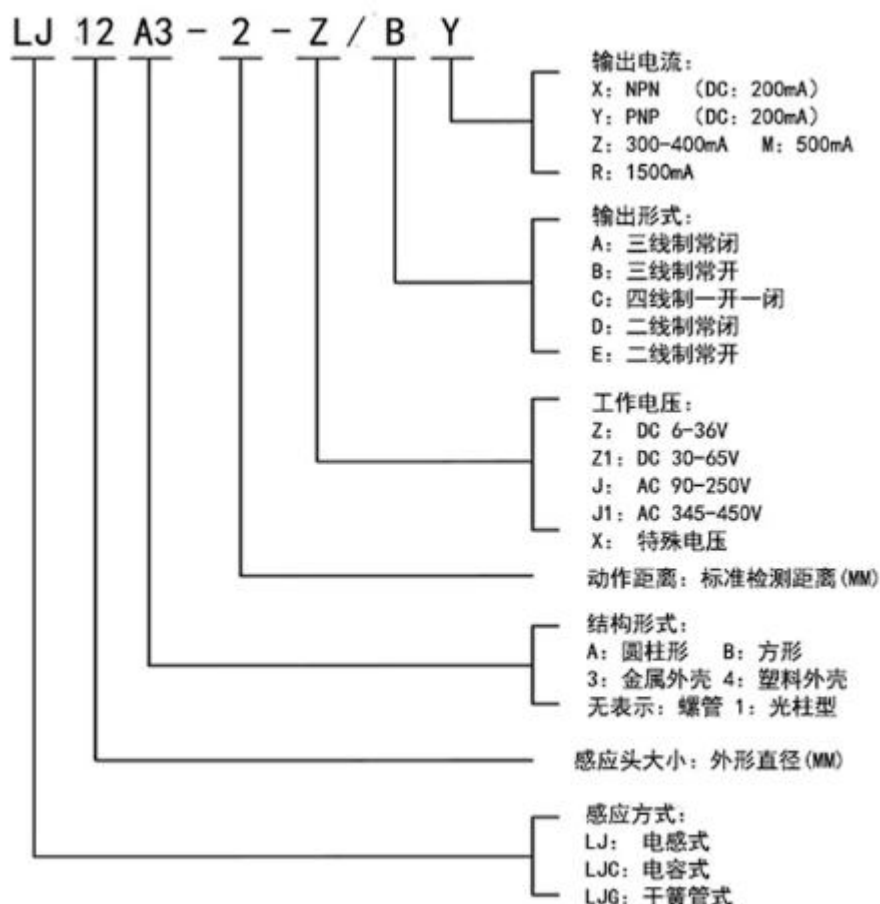 LJ 12 A3 - 2 - Z / B Y
输出电流：
X：NPN （DC：200mA）
Y：PNP （DC：200mA）
Z：300-400mA M：500mA
R：1500mA
输出形式：
A：三线制常闭
B：三线制常开
C：四线制一开一闭
D：二线制常闭
E：二线制常开
工作电压：
Z： DC 6-36V
Z1：DC 30-65V
J： AC 90-250V
J1：AC 345-450V
X： 特殊电压
动作距离：标准检测距离(MM)
结构形式：
A：圆柱形 B：方形
3：金属外壳 4：塑料外壳
无表示：螺管 1：光柱型
感应头大小：外形直径(MM)
感应方式：
LJ： 电感式
LJC：电容式
LJG：干簧管式